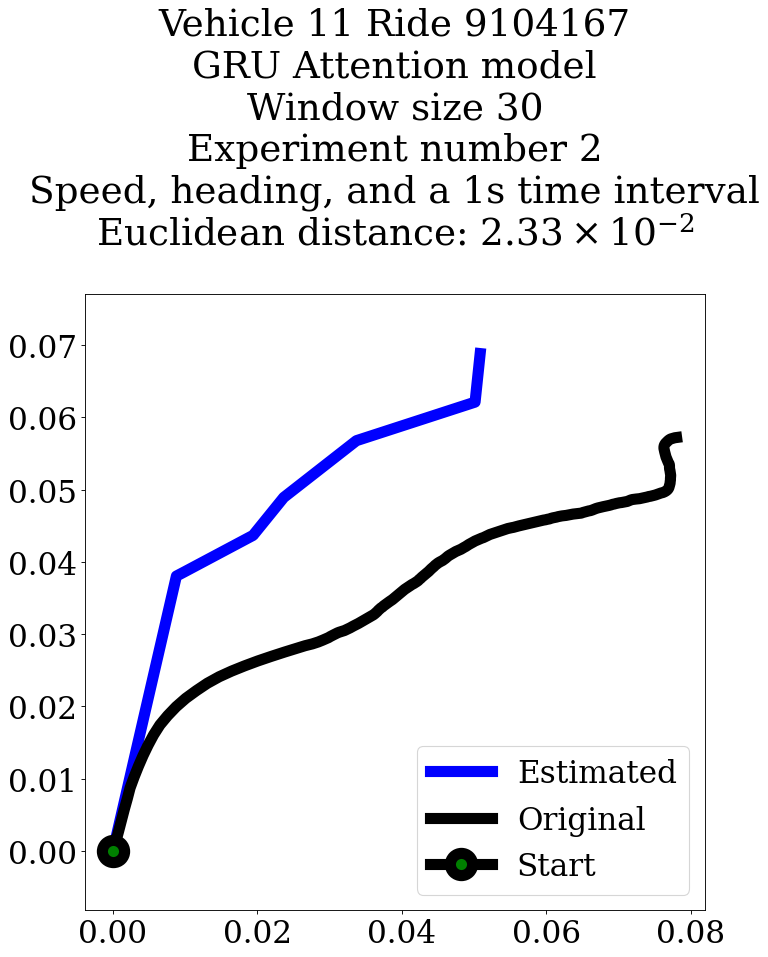 Vehicle 11 Ride 9104167
GRU Attention model
Window size 30
Experiment number 2
Speed, heading, and a 1s time interval
Euclidean distance: 2.33 × 10⁻²
0.07
0.06
0.05
0.04
0.03
0.02
0.01
0.00
Estimated
Original
Start
0.00 0.02 0.04 0.06 0.08